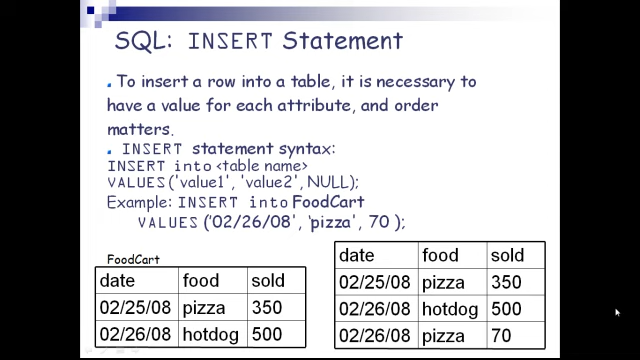 SQL: INSERT Statement
To insert a row into a table, it is necessary to
have a value for each attribute, and order
matters.
INSERT statement syntax:
INSERT into <table name>
VALUES ('value1', 'value2', NULL);
Example: INSERT into FoodCart
VALUES ('02/26/08', 'pizza', 70 );
FoodCart
date food sold
02/25/08 pizza 350
02/26/08 hotdog 500
date food sold
02/25/08 pizza 350
02/26/08 hotdog 500
02/26/08 pizza 70